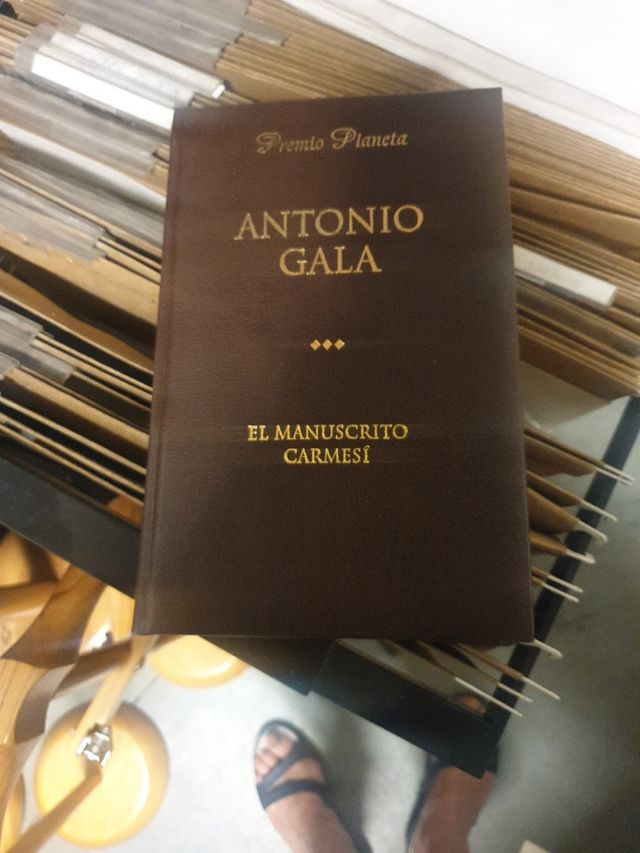 Premio Planeta
ANTONIO
GALA
EL MANUSCRITO
CARMESÍ